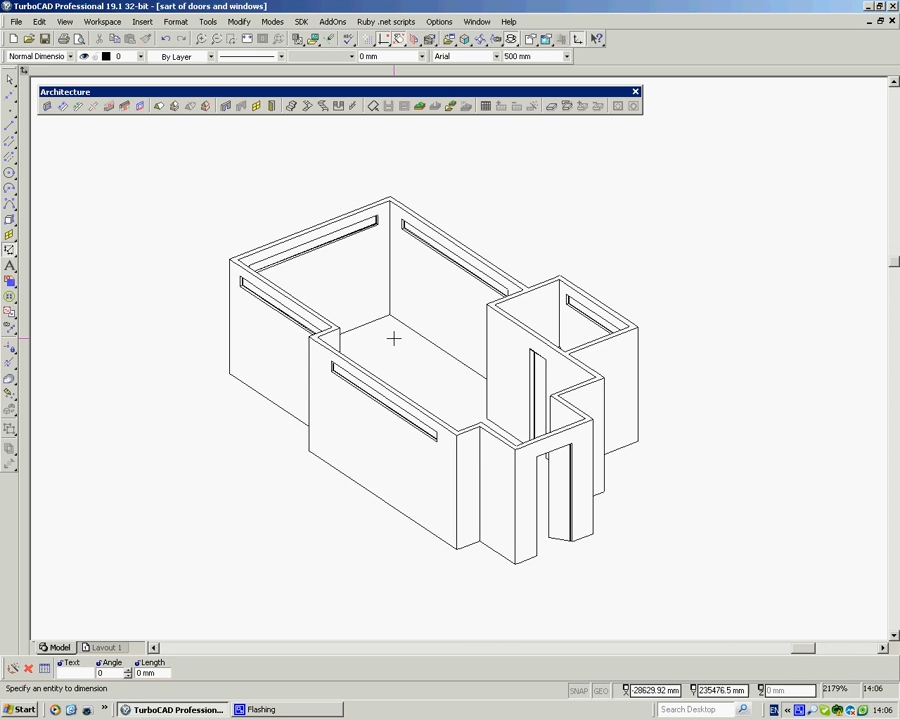 TurboCAD Professional 19.1 32-bit - [sart of doors and windows]
File Edit View Workspace Insert Format Tools Modify Modes SDK AddOns Ruby .net scripts Options Window Help
Normal Dimensio 0 By Layer 0 mm Arial 500 mm
Architecture
Model Layout 1
Text Angle Length
0 0 mm
Specify an entity to dimension
SNAP GEO X -28629.92 mm Y 235476.5 mm Z 0 mm 2179% 14:06
Start TurboCAD Profession... Flashing Search Desktop EN 14:06